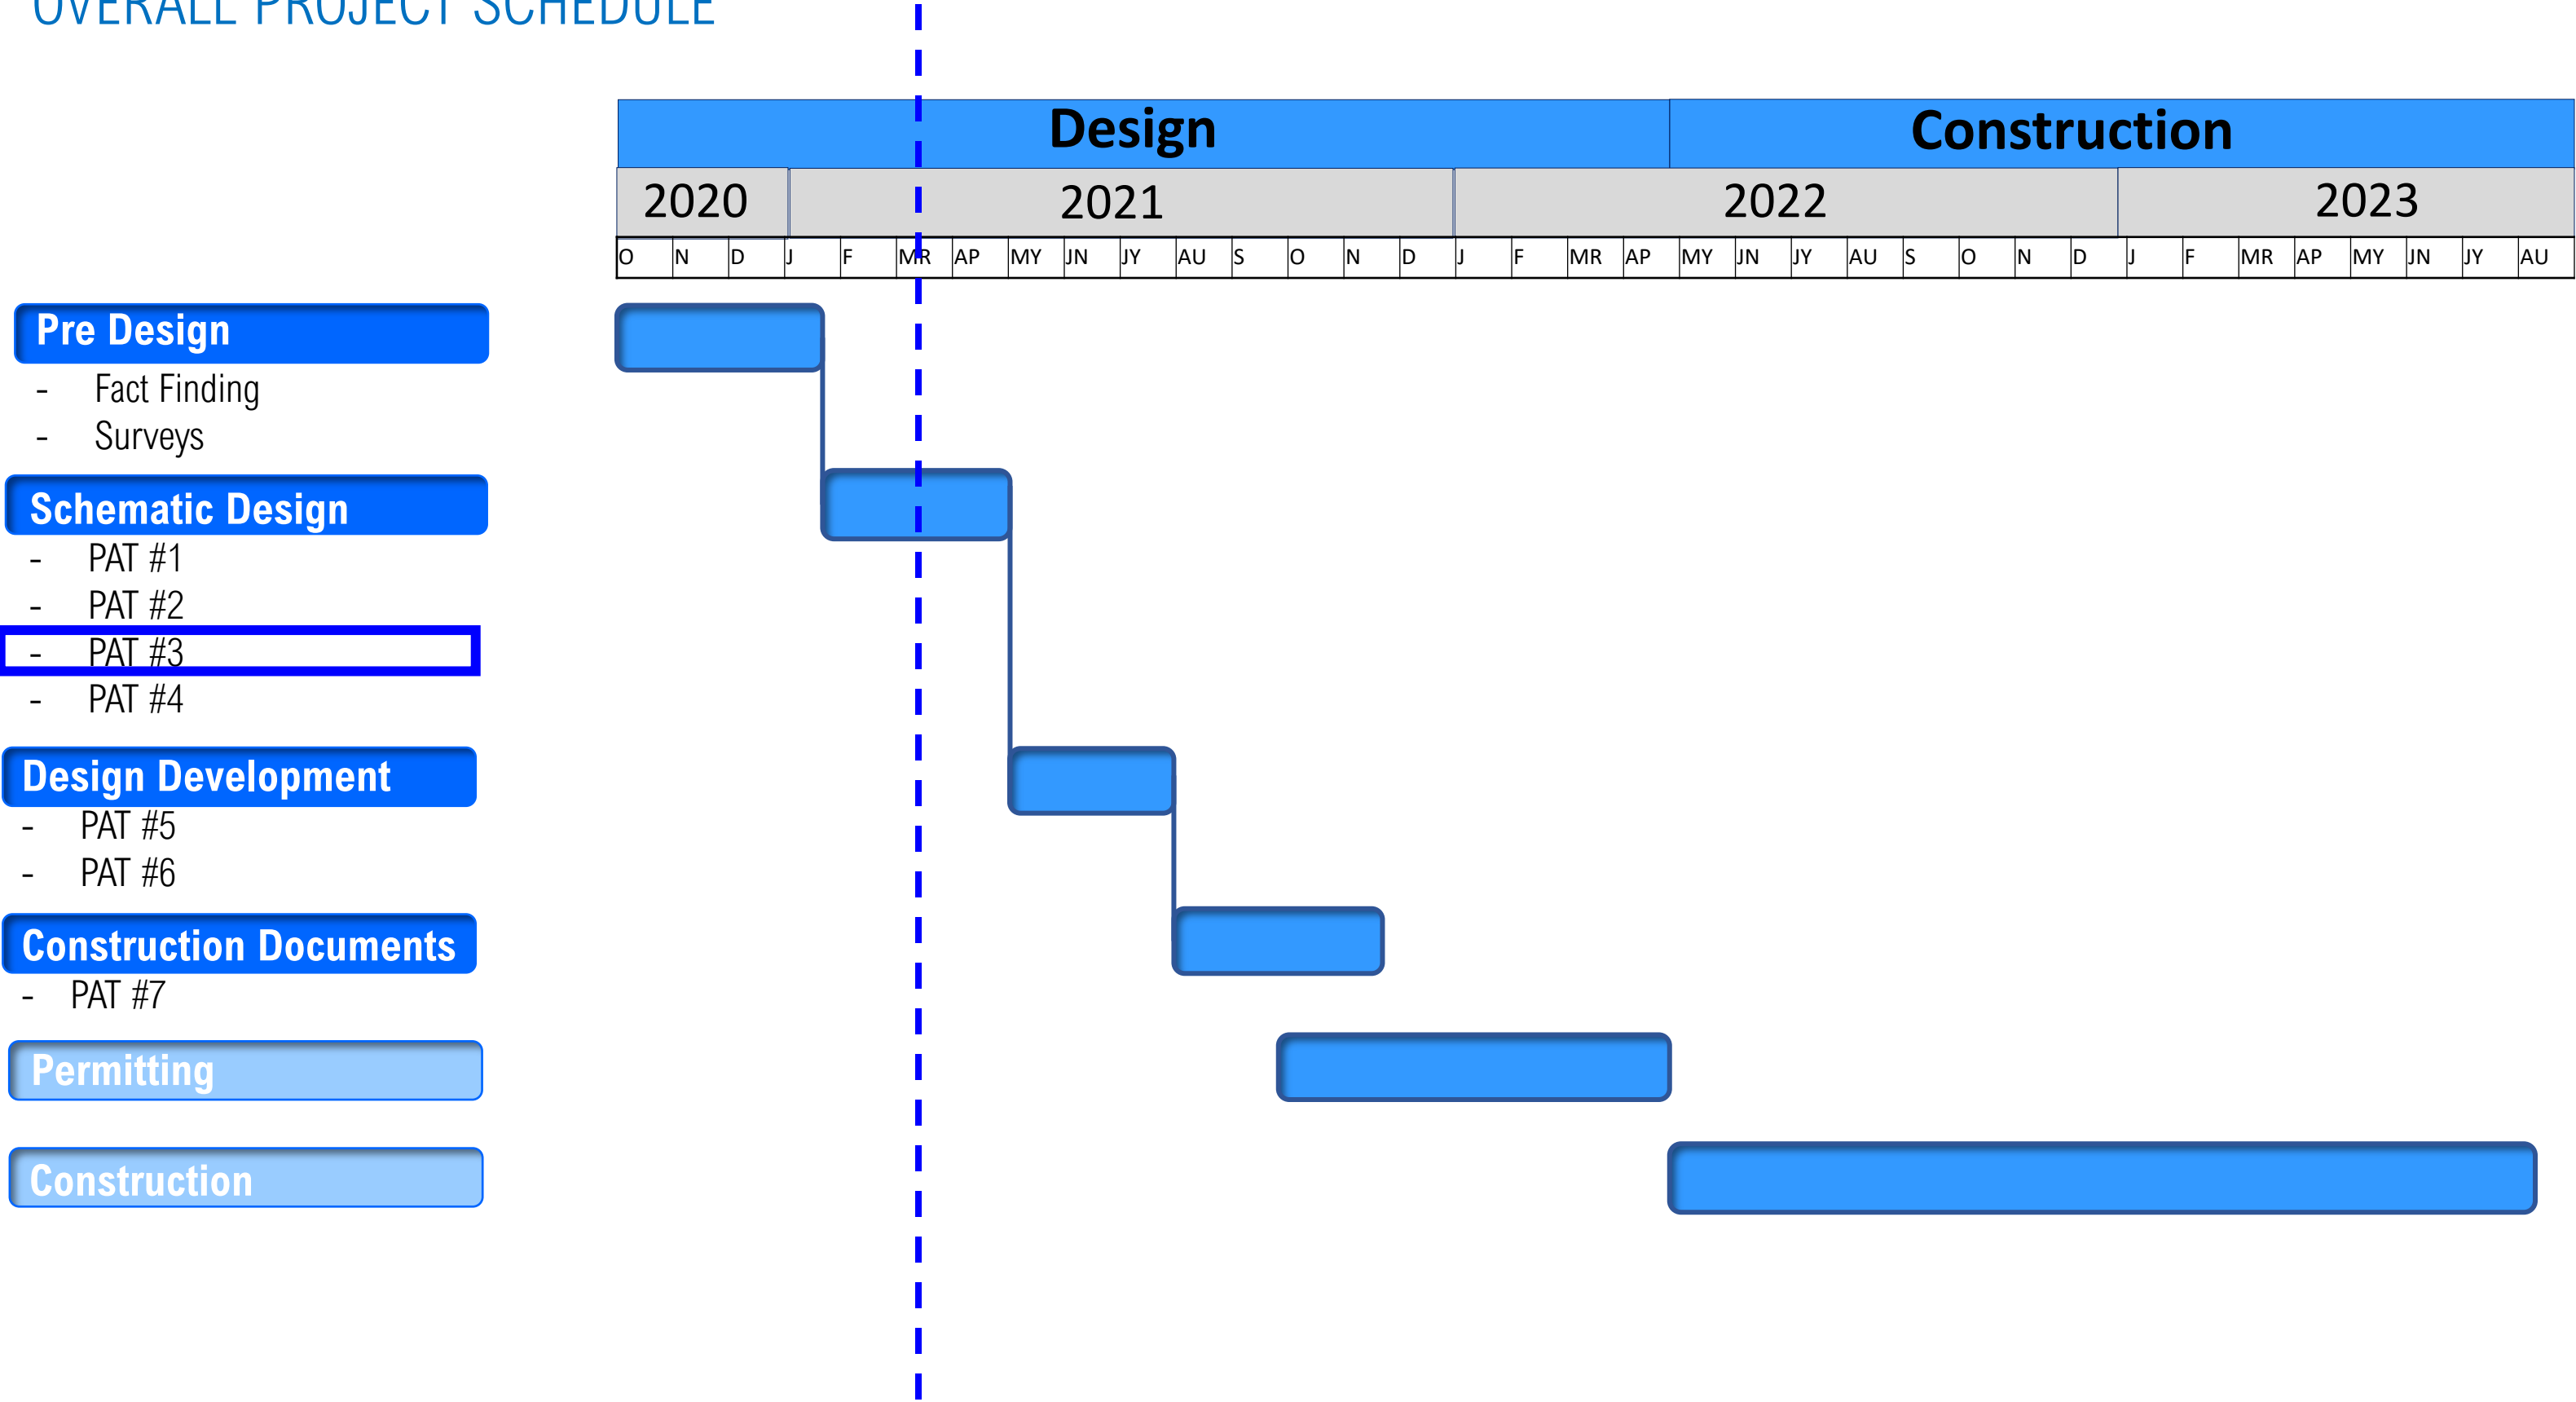 OVERALL PROJECT SCHEDULE
Design Construction
2020 2021 2022 2023
O N D J F MR AP MY JN JY AU S O N D J F MR AP MY JN JY AU S O N D J F MR AP MY JN JY AU
Pre Design
- Fact Finding
- Surveys
Schematic Design
- PAT #1
- PAT #2
- PAT #3
- PAT #4
Design Development
- PAT #5
- PAT #6
Construction Documents
- PAT #7
Permitting
Construction